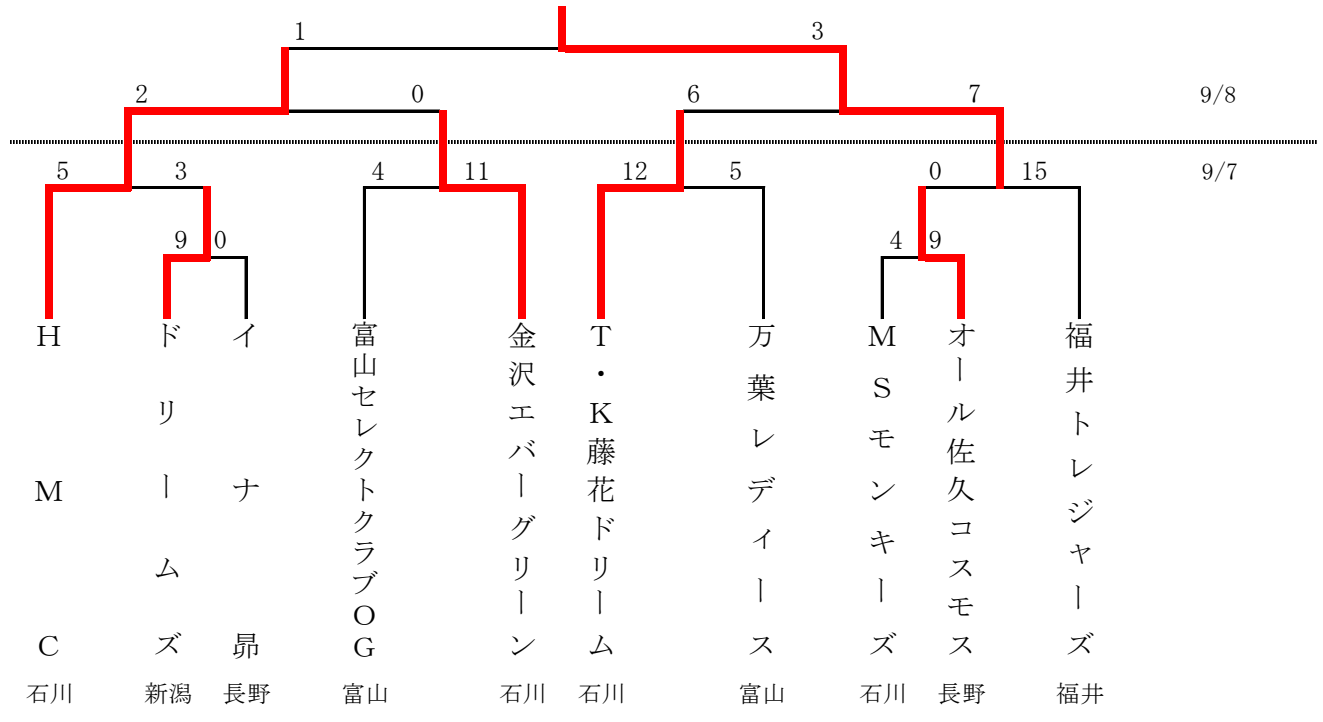 1 3
2 0 6 7 9/8
5 3 4 11 12 5 0 15 9/7
9 0 4 9
HMC
ドリームズ
イナ昴
富山セレクトクラブOG
金沢エバーグリーン
T・K藤花ドリーム
万葉レディース
MSモンキーズ
オール佐久コスモス
福井トレジャーズ
石川 新潟 長野 富山 石川 石川 富山 石川 長野 福井